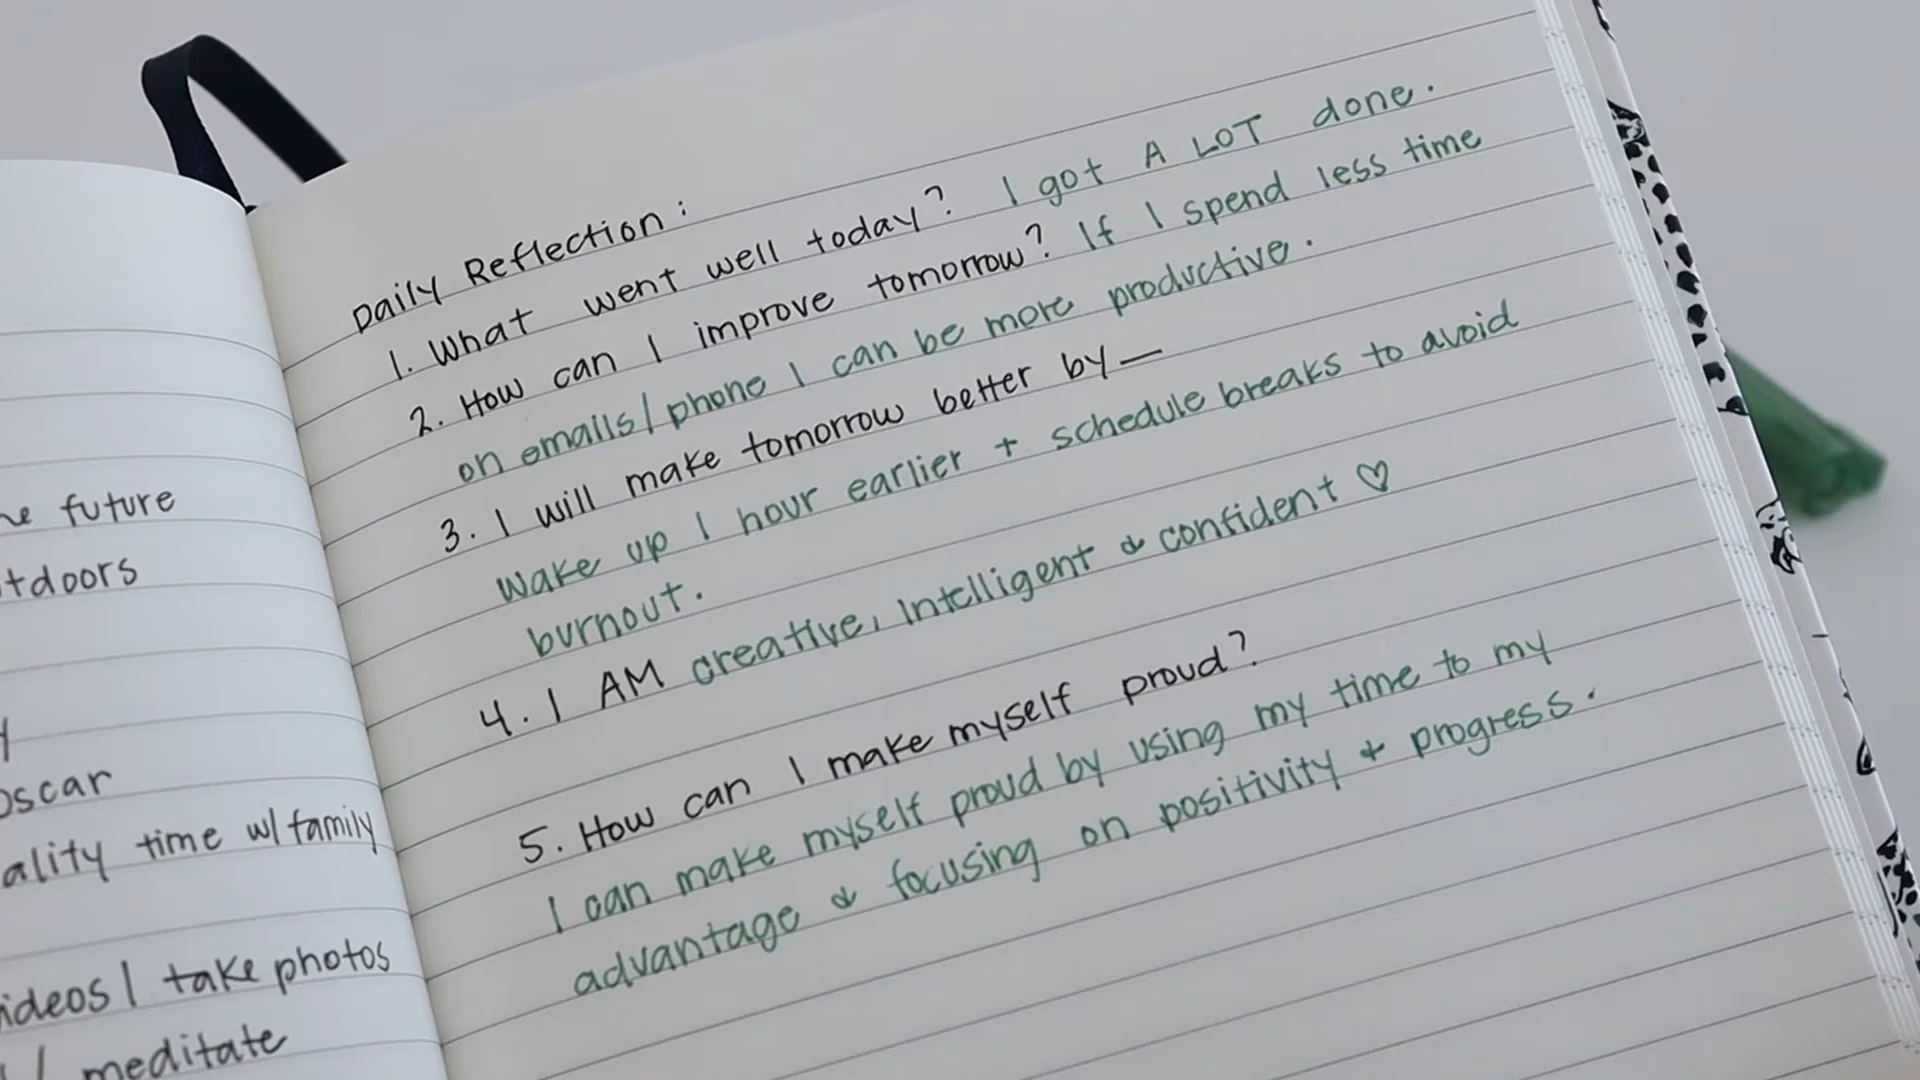 future
tdoors
oscar
ality time w/family
ideos / take photos
/ meditate
Daily Reflection:
1. What went well today? I got A LOT done.
2. How can I improve tomorrow? If I spend less time
on emails/phone I can be more productive.
3. I will make tomorrow better by—
wake up 1 hour earlier + schedule breaks to avoid
burnout.
4. I AM creative, intelligent & confident ♡
5. How can I make myself proud?
I can make myself proud by using my time to my
advantage & focusing on positivity + progress.